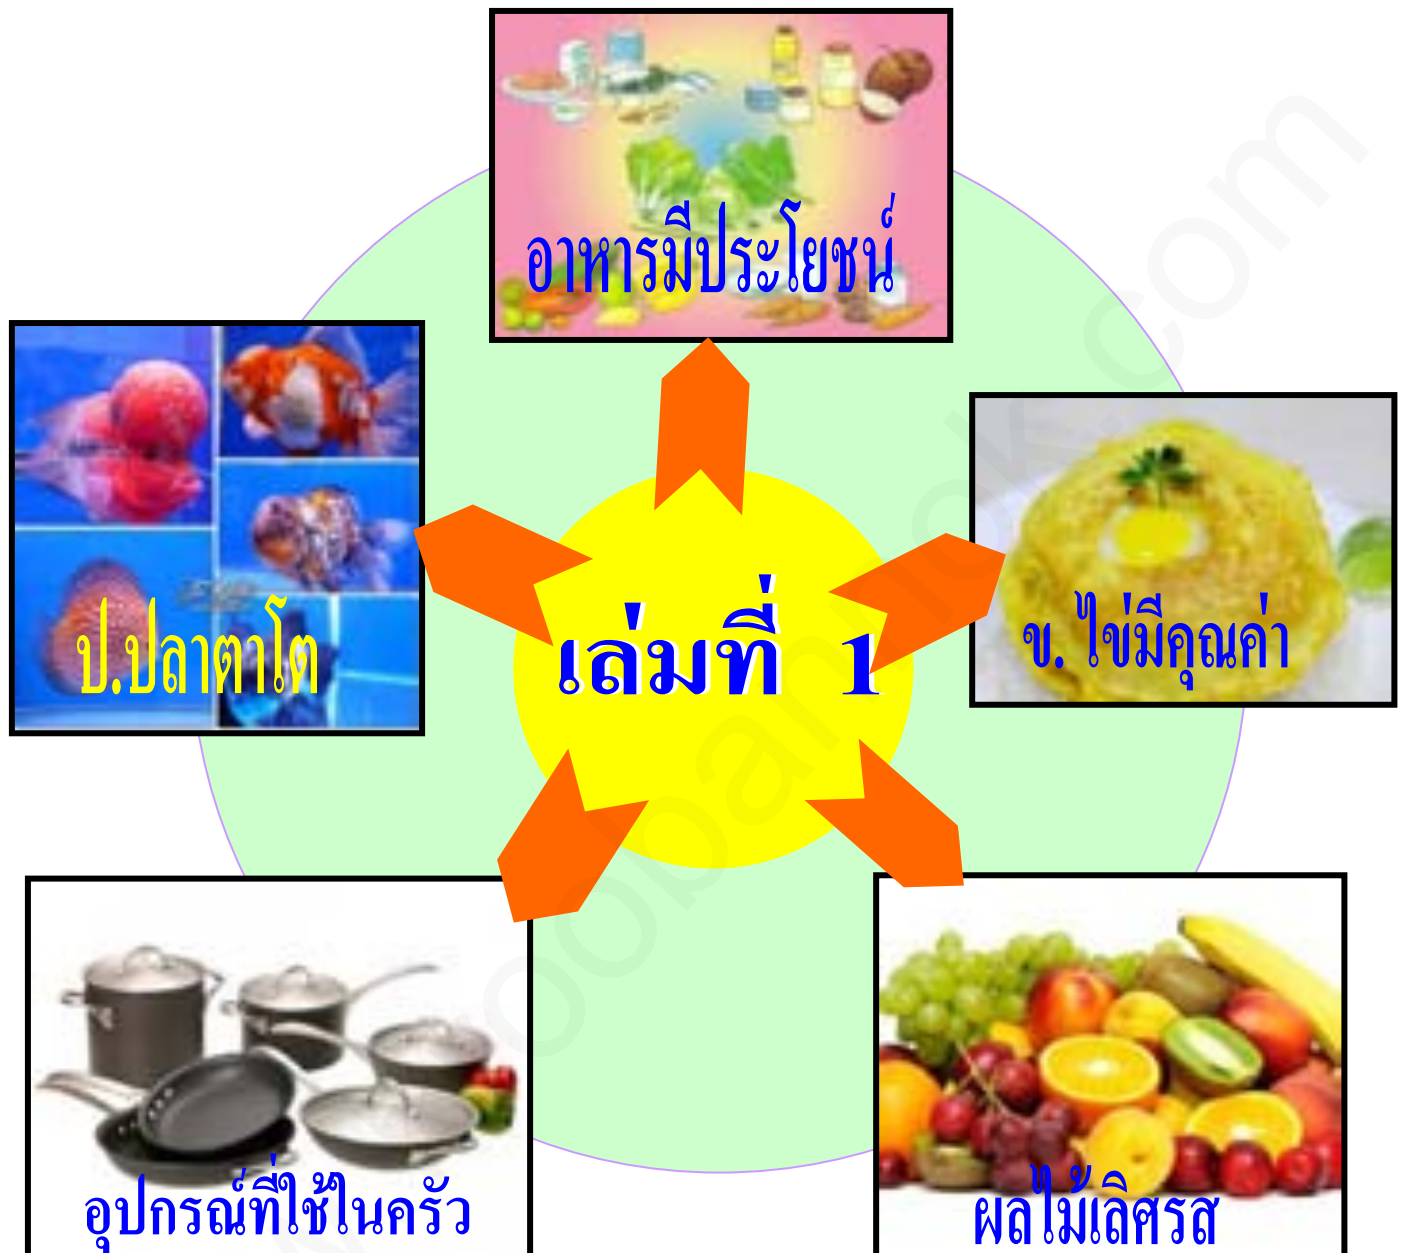 อาหารมีประโยชน์
ป.ปลาตาโต
ข. ไข่มีคุณค่า
เล่มที่ 1
อุปกรณ์ที่ใช้ในครัว
ผลไม้เลิศรส